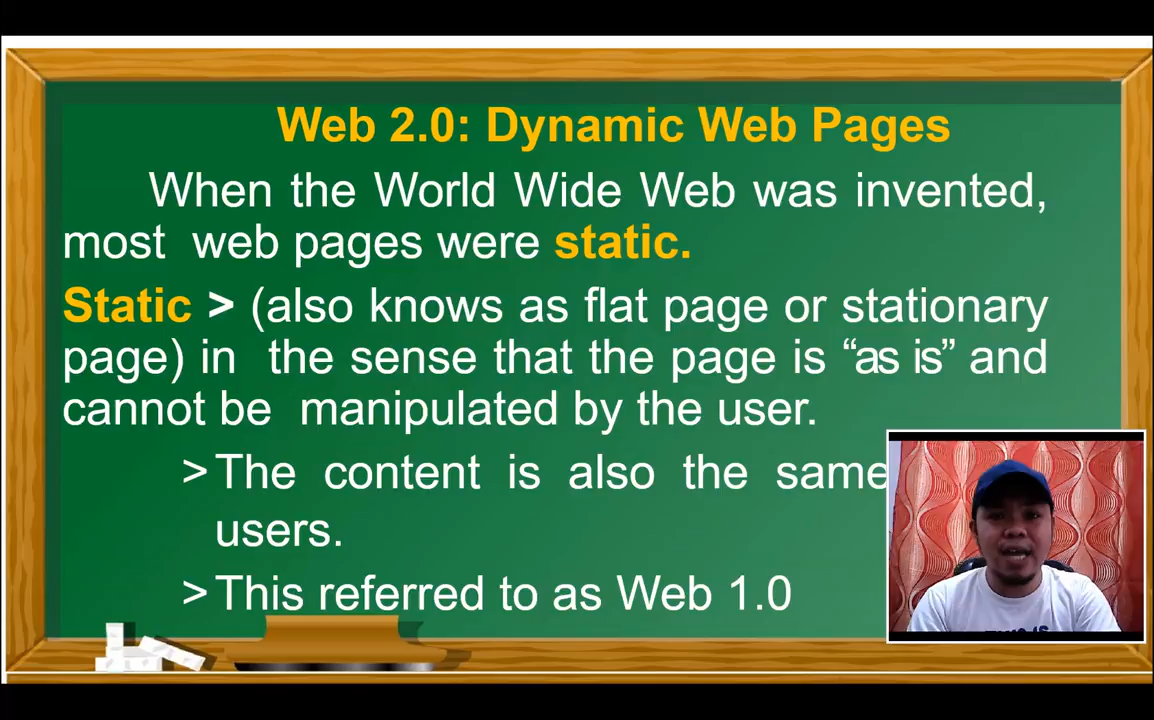 Web 2.0: Dynamic Web Pages
When the World Wide Web was invented,
most web pages were static.
Static > (also knows as flat page or stationary
page) in the sense that the page is “as is” and
cannot be manipulated by the user.
>The content is also the same
users.
>This referred to as Web 1.0